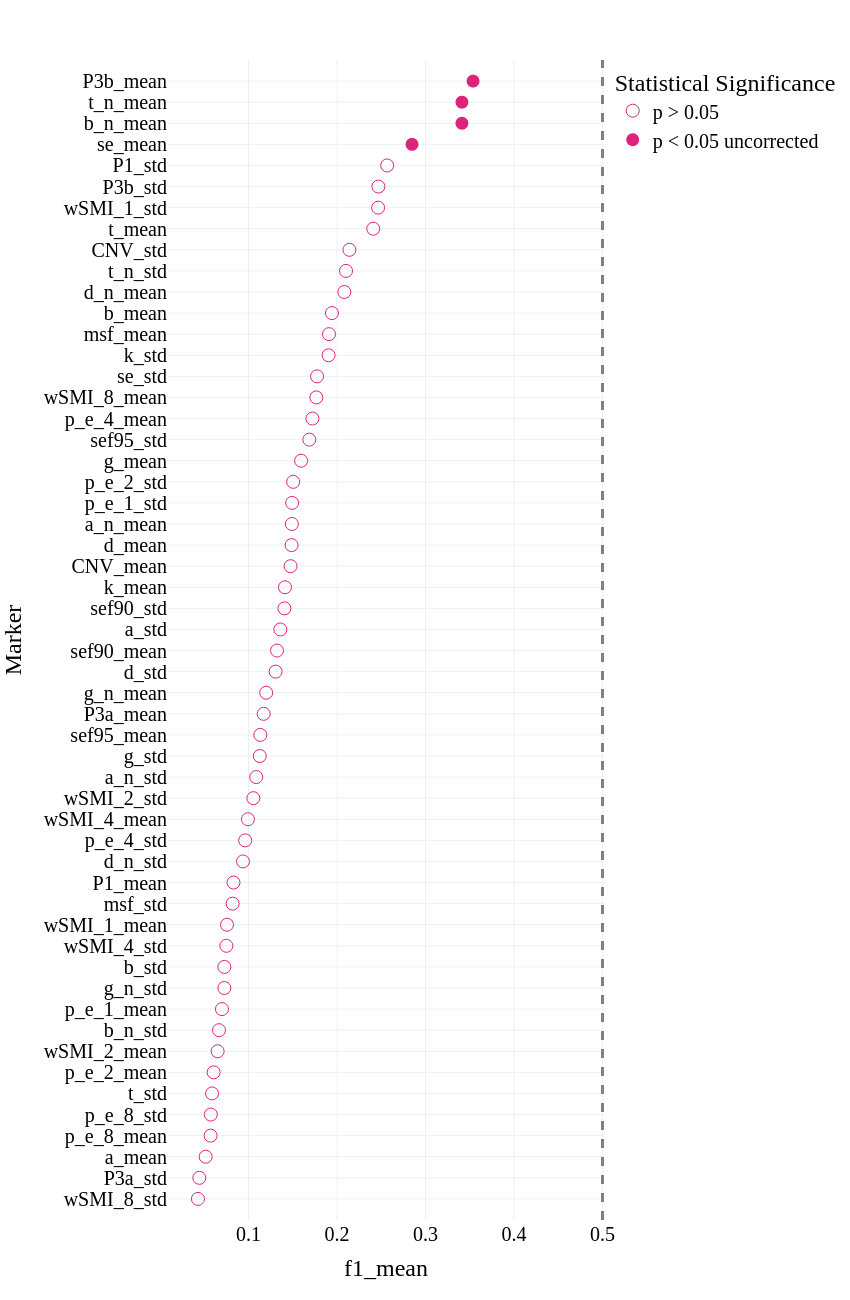 P3b_mean
t_n_mean
b_n_mean
se_mean
P1_std
P3b_std
wSMI_1_std
t_mean
CNV_std
t_n_std
d_n_mean
b_mean
msf_mean
k_std
se_std
wSMI_8_mean
p_e_4_mean
sef95_std
g_mean
p_e_2_std
p_e_1_std
a_n_mean
d_mean
CNV_mean
k_mean
sef90_std
a_std
sef90_mean
d_std
g_n_mean
P3a_mean
sef95_mean
g_std
a_n_std
wSMI_2_std
wSMI_4_mean
p_e_4_std
d_n_std
P1_mean
msf_std
wSMI_1_mean
wSMI_4_std
b_std
g_n_std
p_e_1_mean
b_n_std
wSMI_2_mean
p_e_2_mean
t_std
p_e_8_std
p_e_8_mean
a_mean
P3a_std
wSMI_8_std
Marker
0.1 0.2 0.3 0.4 0.5
f1_mean
Statistical Significance
p > 0.05
p < 0.05 uncorrected